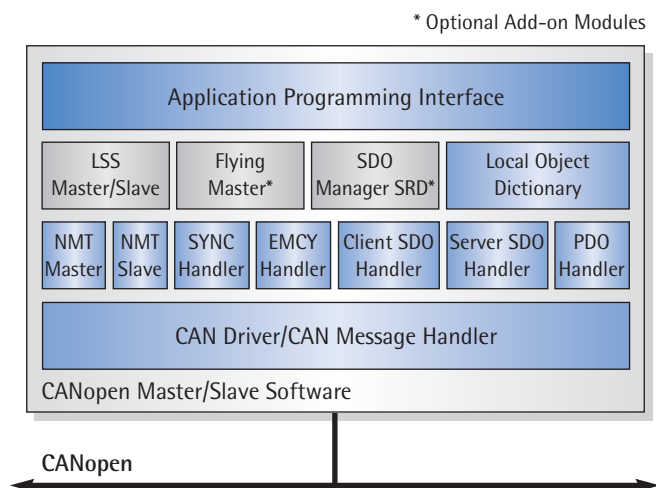 * Optional Add-on Modules
Application Programming Interface
LSS
Master/Slave
Flying
Master*
SDO
Manager SRD*
Local Object
Dictionary
NMT
Master
NMT
Slave
SYNC
Handler
EMCY
Handler
Client SDO
Handler
Server SDO
Handler
PDO
Handler
CAN Driver/CAN Message Handler
CANopen Master/Slave Software
CANopen